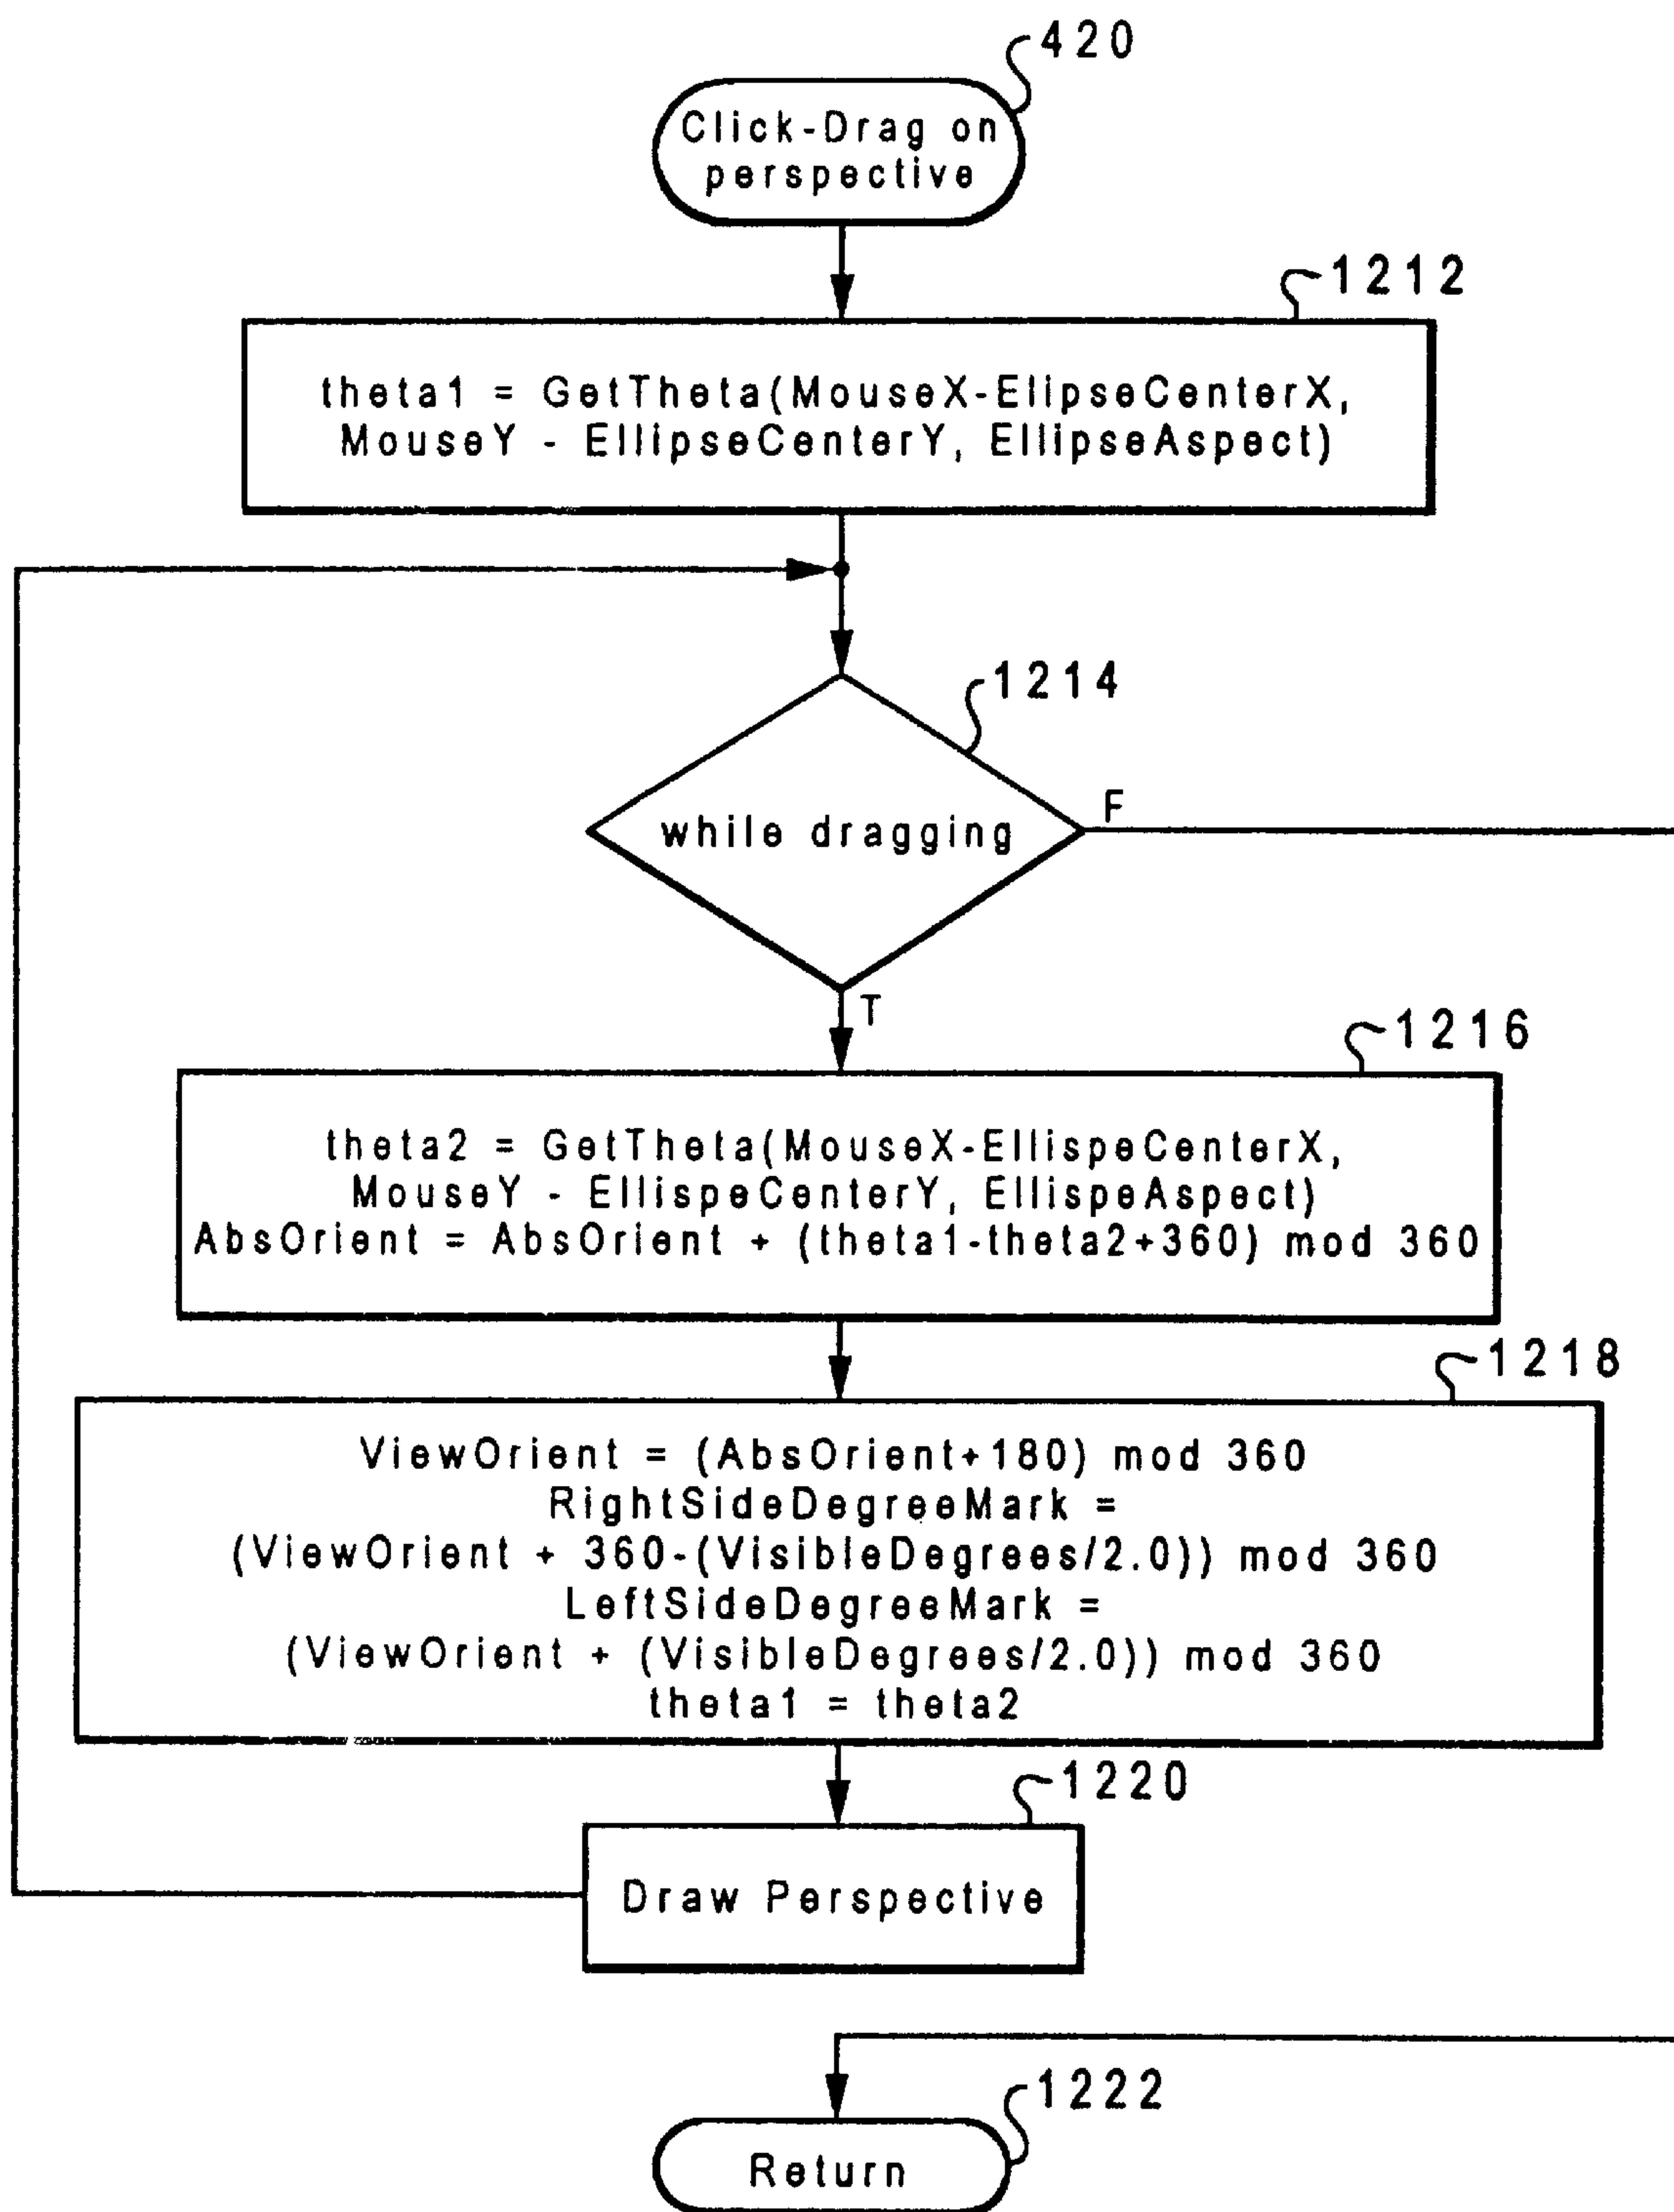 420
Click-Drag on
perspective
1212
theta1 = GetTheta(MouseX-ElipseCenterX,
MouseY - EllipseCenterY, EllipseAspect)
1214
while dragging
F
T
1216
theta2 = GetTheta(MouseX-EllispeCenterX,
MouseY - EllispeCenterY, EllispeAspect)
AbsOrient = AbsOrient + (theta1-theta2+360) mod 360
1218
ViewOrient = (AbsOrient+180) mod 360
RightSideDegreeMark =
(ViewOrient + 360-(VisibleDegrees/2.0)) mod 360
LeftSideDegreeMark =
(ViewOrient + (VisibleDegrees/2.0)) mod 360
theta1 = theta2
1220
Draw Perspective
1222
Return